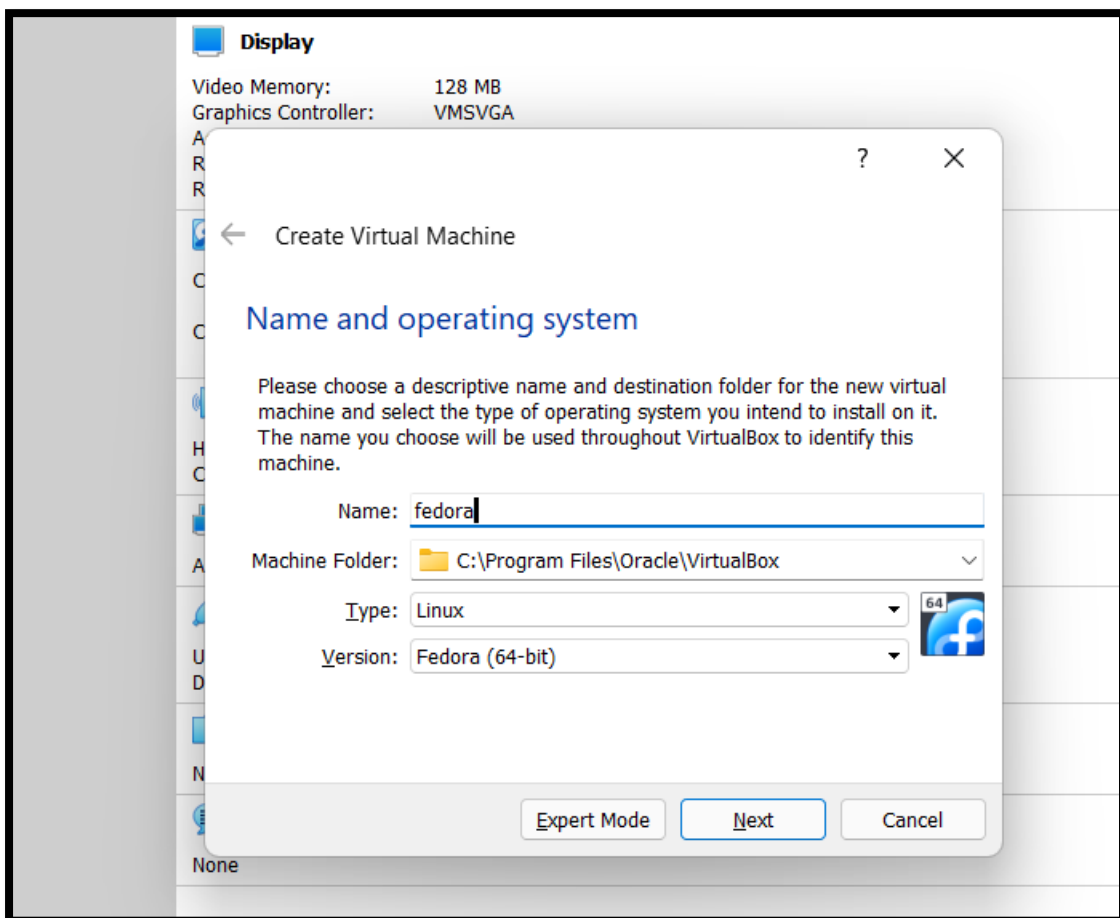 Display
Video Memory: 128 MB
Graphics Controller: VMSVGA
A
R
R
?
Create Virtual Machine
C
Name and operating system
C
Please choose a descriptive name and destination folder for the new virtual
machine and select the type of operating system you intend to install on it.
The name you choose will be used throughout VirtualBox to identify this
machine.
H
C
Name: fedora
Machine Folder: C:\Program Files\Oracle\VirtualBox
A
Type: Linux
64
Version: Fedora (64-bit)
U
D
N
Expert Mode Next Cancel
None